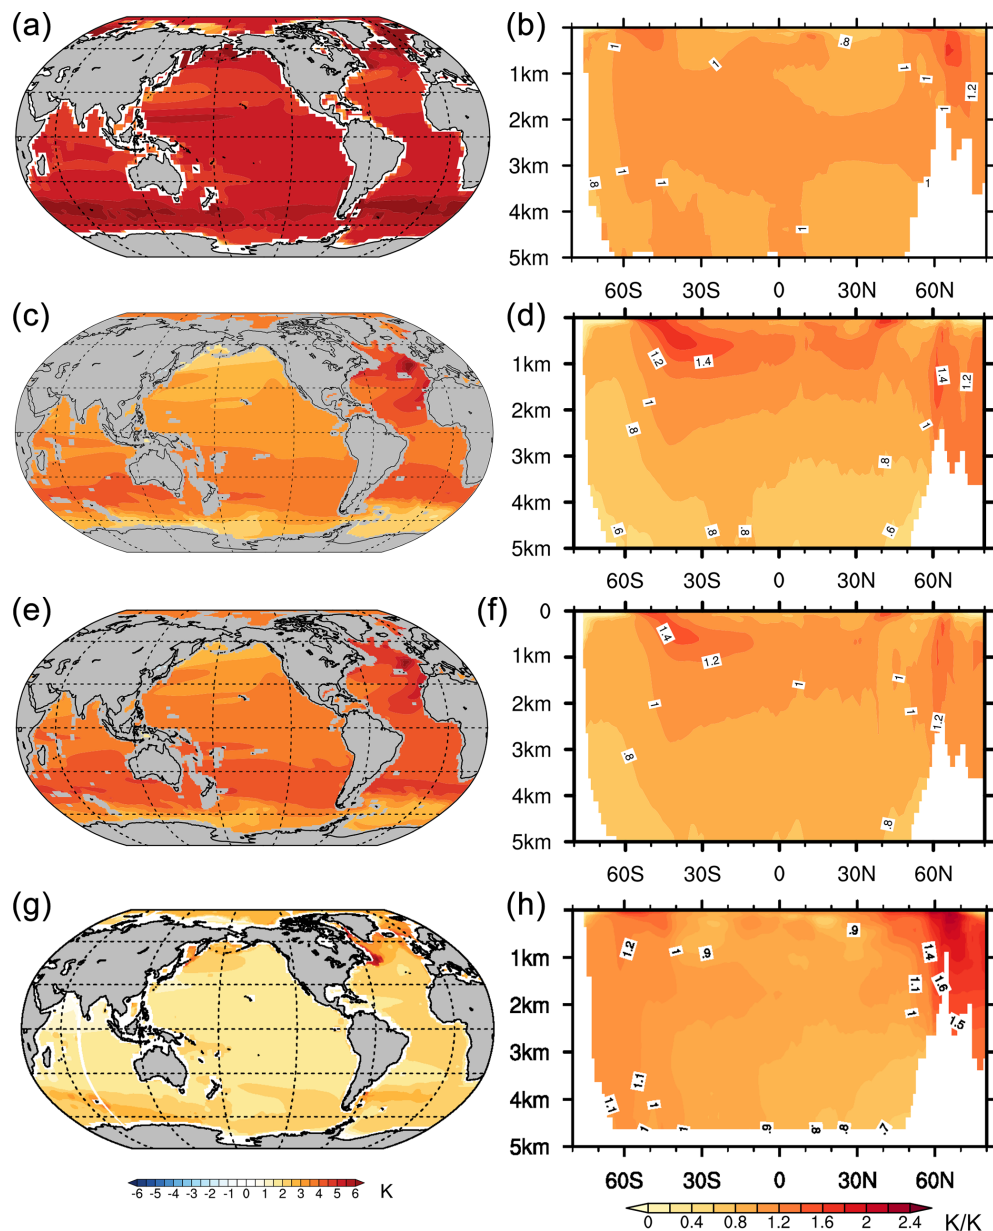 (a) (b)
.8
1 1
1
1km
1 1.2
1
2km
3km
.8 1 1 1
4km
1
5km
60S 30S 0 30N 60N
(c) (d)
1km
1.2 1.4 1.4 1.2
2km
1 1
.8
3km
.8
4km
.6 .8 .8 .6
5km
60S 30S 0 30N 60N
(e) (f)
0
1.4
1km
1.2 1
1
2km
1 1 1.2
3km
.8
4km
.8
5km
60S 30S 0 30N 60N
(g) (h)
1.2 1 .9 .9 1.4
1km
1.1 1.6
2km
1 1.5
3km
1.1
4km
1.1 1 1 1 .9 .8 .8 .7
5km
60S 30S 0 30N 60N
-6 -5 -4 -3 -2 -1 0 1 2 3 4 5 6 K
0 0.4 0.8 1.2 1.6 2 2.4 K/K